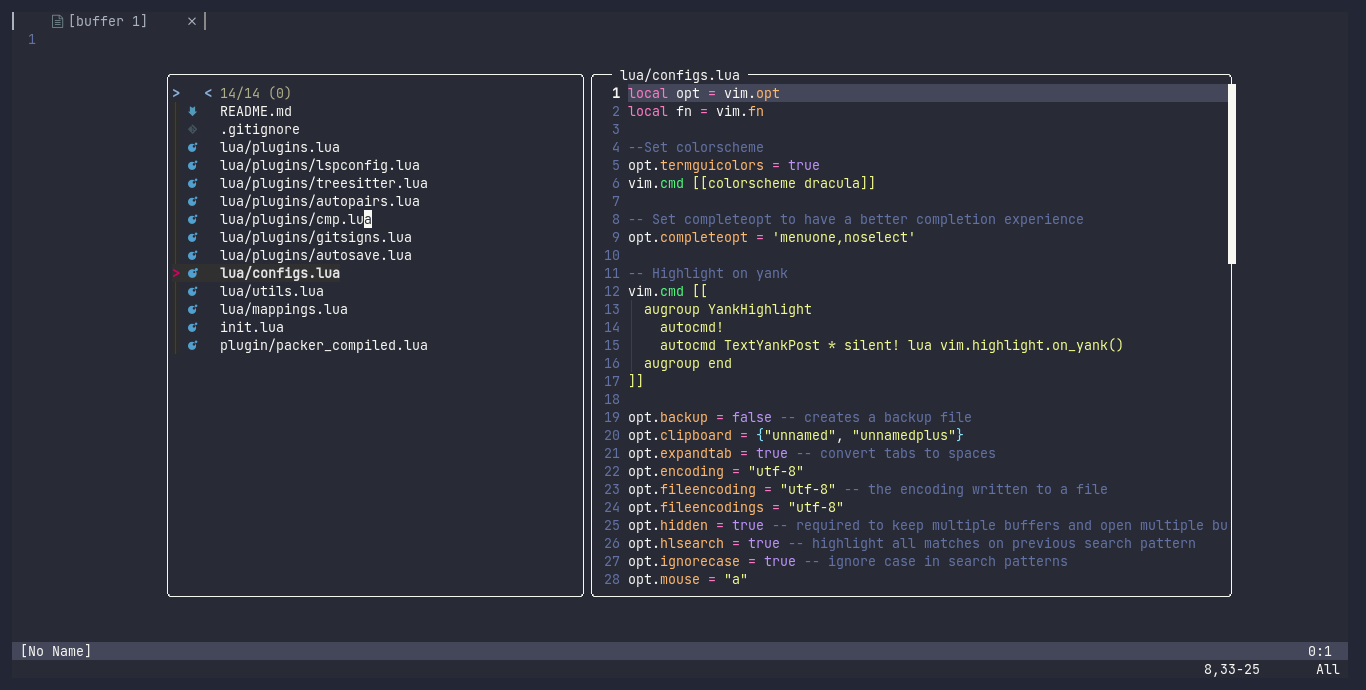 [buffer 1] ×
1
> < 14/14 (0)
README.md
.gitignore
lua/plugins.lua
lua/plugins/lspconfig.lua
lua/plugins/treesitter.lua
lua/plugins/autopairs.lua
lua/plugins/cmp.lua
lua/plugins/gitsigns.lua
lua/plugins/autosave.lua
> lua/configs.lua
lua/utils.lua
lua/mappings.lua
init.lua
plugin/packer_compiled.lua
lua/configs.lua
1 local opt = vim.opt
2 local fn = vim.fn
3
4 --Set colorscheme
5 opt.termguicolors = true
6 vim.cmd [[colorscheme dracula]]
7
8 -- Set completeopt to have a better completion experience
9 opt.completeopt = 'menuone,noselect'
10
11 -- Highlight on yank
12 vim.cmd [[
13   augroup YankHighlight
14     autocmd!
15     autocmd TextYankPost * silent! lua vim.highlight.on_yank()
16   augroup end
17 ]]
18
19 opt.backup = false -- creates a backup file
20 opt.clipboard = {"unnamed", "unnamedplus"}
21 opt.expandtab = true -- convert tabs to spaces
22 opt.encoding = "utf-8"
23 opt.fileencoding = "utf-8" -- the encoding written to a file
24 opt.fileencodings = "utf-8"
25 opt.hidden = true -- required to keep multiple buffers and open multiple bu
26 opt.hlsearch = true -- highlight all matches on previous search pattern
27 opt.ignorecase = true -- ignore case in search patterns
28 opt.mouse = "a"
[No Name] 0:1
8,33-25 All